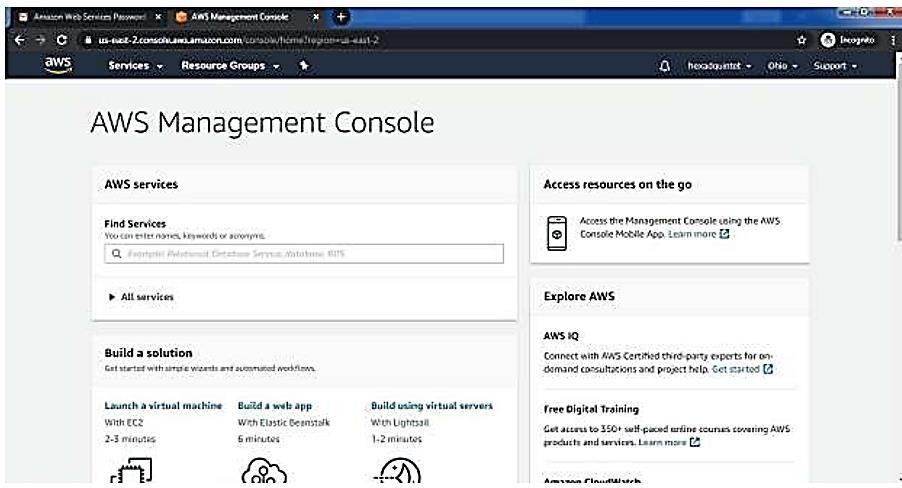 Amazon Web Services Password
AWS Management Console
us-east-2.console.aws.amazon.com/console/home?region=us-east-2
Incognito
aws
Services
Resource Groups
hexadquintet
Ohio
Support
AWS Management Console
AWS services
Find Services
You can enter names, keywords or acronyms.
Example: Relational Database Service, database, RDS
All services
Build a solution
Get started with simple wizards and automated workflows.
Launch a virtual machine
With EC2
2-3 minutes
Build a web app
With Elastic Beanstalk
6 minutes
Build using virtual servers
With Lightsail
1-2 minutes
Access resources on the go
Access the Management Console using the AWS
Console Mobile App. Learn more
Explore AWS
AWS IQ
Connect with AWS Certified third-party experts for on-
demand consultations and project help. Get started
Free Digital Training
Get access to 350+ self-paced online courses covering AWS
products and services. Learn more
Amazon CloudWatch